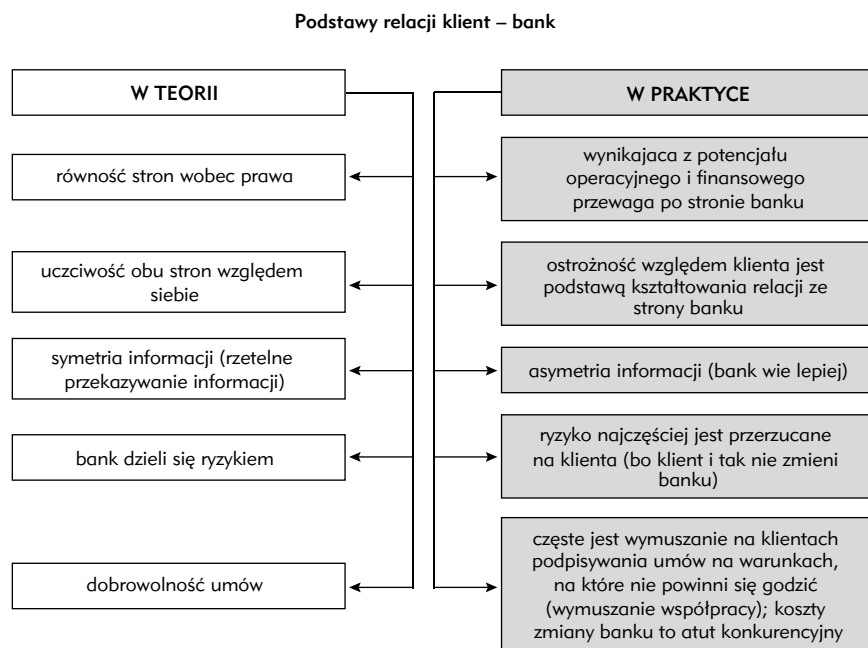 Podstawy relacji klient – bank
W TEORII
W PRAKTYCE
równość stron wobec prawa
wynikajaca z potencjału
operacyjnego i finansowego
przewaga po stronie banku
uczciwość obu stron względem
siebie
ostrożność względem klienta jest
podstawą kształtowania relacji ze
strony banku
symetria informacji (rzetelne
przekazywanie informacji)
asymetria informacji (bank wie lepiej)
bank dzieli się ryzykiem
ryzyko najczęściej jest przerzucane
na klienta (bo klient i tak nie zmieni
banku)
dobrowolność umów
częste jest wymuszanie na klientach
podpisywania umów na warunkach,
na które nie powinni się godzić
(wymuszanie współpracy); koszty
zmiany banku to atut konkurencyjny